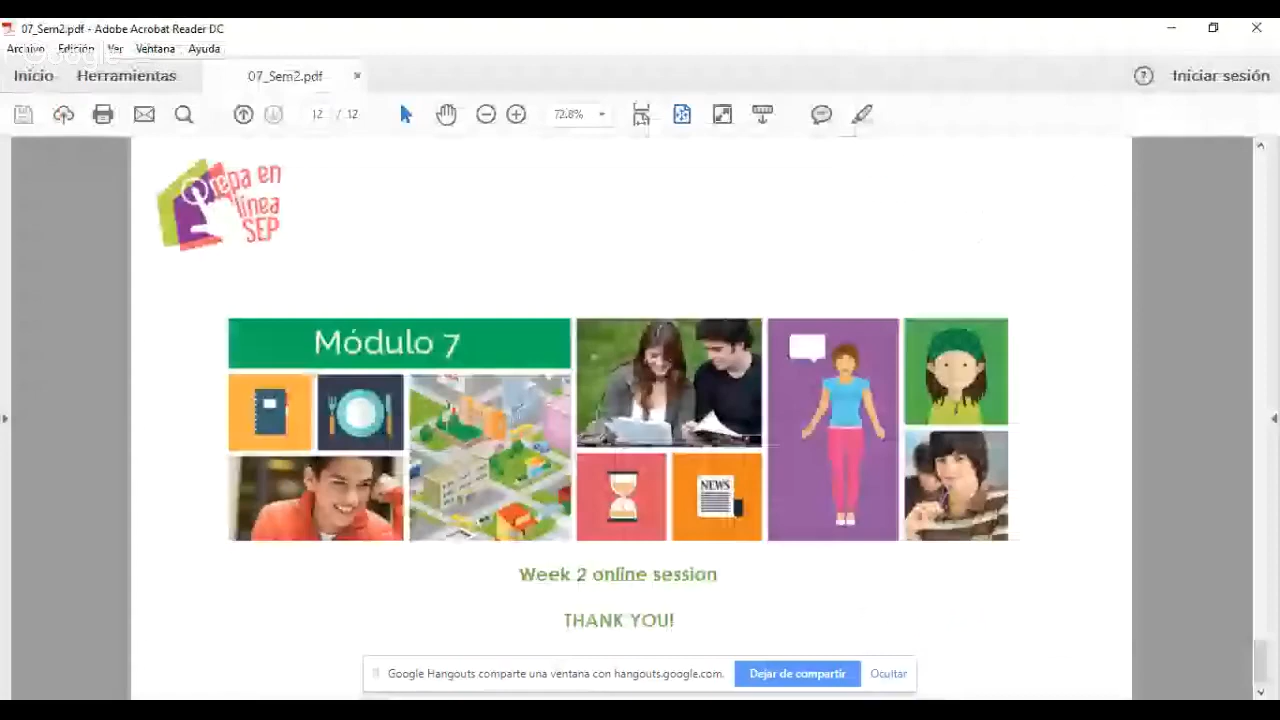 07_Sem2.pdf - Adobe Acrobat Reader DC
Archivo Edición Ver Ventana Ayuda
Google
Inicio Herramientas 07_Sem2.pdf × ? Iniciar sesión
12 / 12 72.8%
Prepa en
línea
SEP
Módulo 7
NEWS
Week 2 online session
THANK YOU!
Google Hangouts comparte una ventana con hangouts.google.com. Dejar de compartir Ocultar